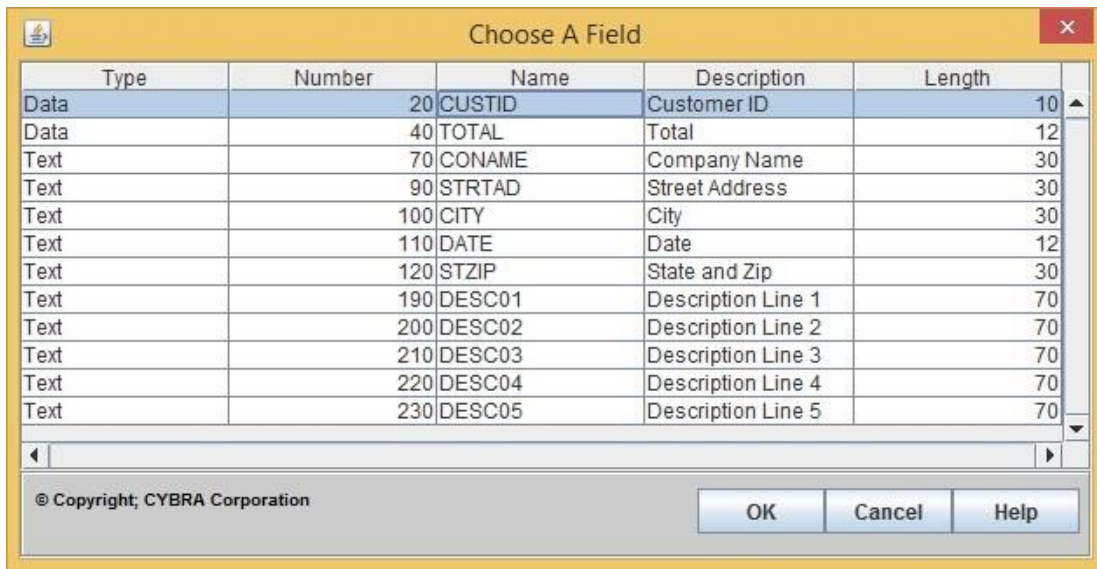 Choose A Field
Type Number Name Description Length
Data 20 CUSTID Customer ID 10
Data 40 TOTAL Total 12
Text 70 CONAME Company Name 30
Text 90 STRTAD Street Address 30
Text 100 CITY City 30
Text 110 DATE Date 12
Text 120 STZIP State and Zip 30
Text 190 DESC01 Description Line 1 70
Text 200 DESC02 Description Line 2 70
Text 210 DESC03 Description Line 3 70
Text 220 DESC04 Description Line 4 70
Text 230 DESC05 Description Line 5 70
© Copyright; CYBRA Corporation
OK Cancel Help